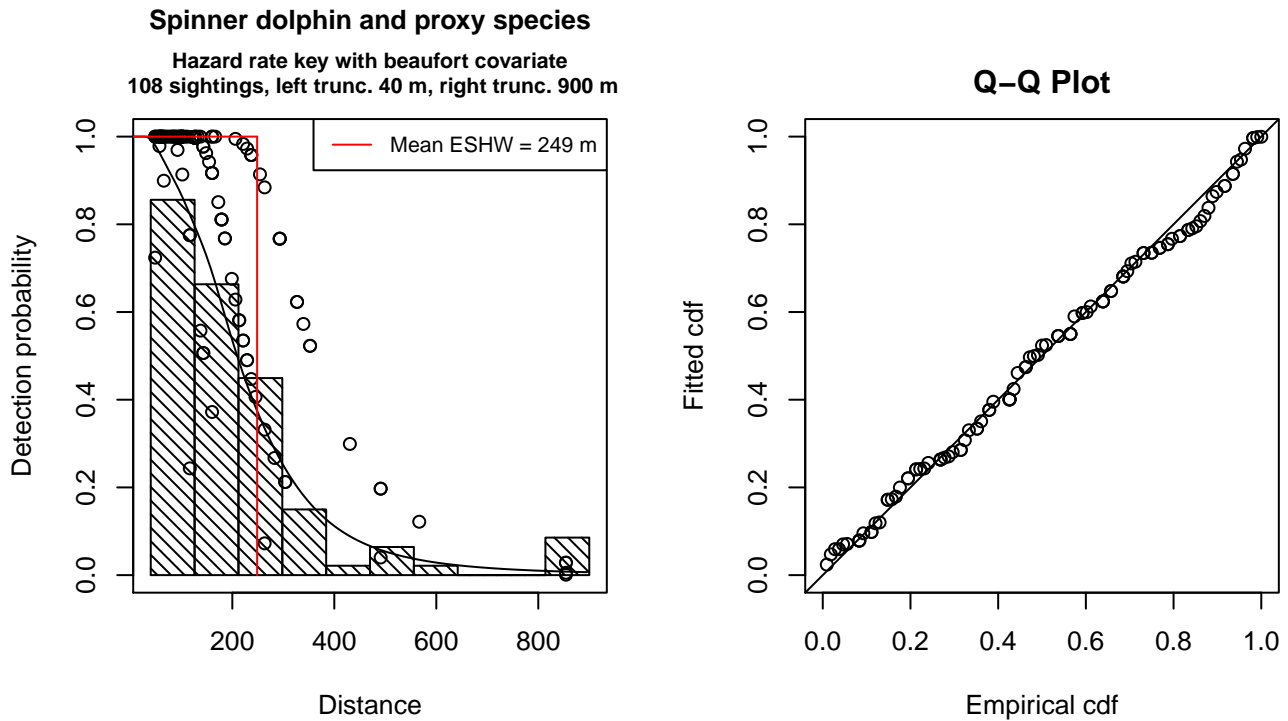 Spinner dolphin and proxy species
Hazard rate key with beaufort covariate
108 sightings, left trunc. 40 m, right trunc. 900 m
Mean ESHW = 249 m
Detection probability
1.0
0.8
0.6
0.4
0.2
0.0
200 400 600 800
Distance
Q−Q Plot
Fitted cdf
1.0
0.8
0.6
0.4
0.2
0.0
0.0 0.2 0.4 0.6 0.8 1.0
Empirical cdf